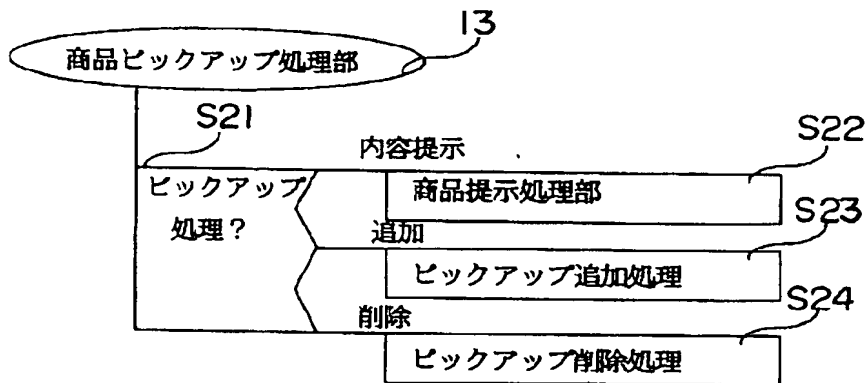 13
商品ピックアップ処理部
S21
内容提示
S22
ピックアップ
処理?
商品提示処理部
追加
S23
ピックアップ追加処理
削除
S24
ピックアップ削除処理